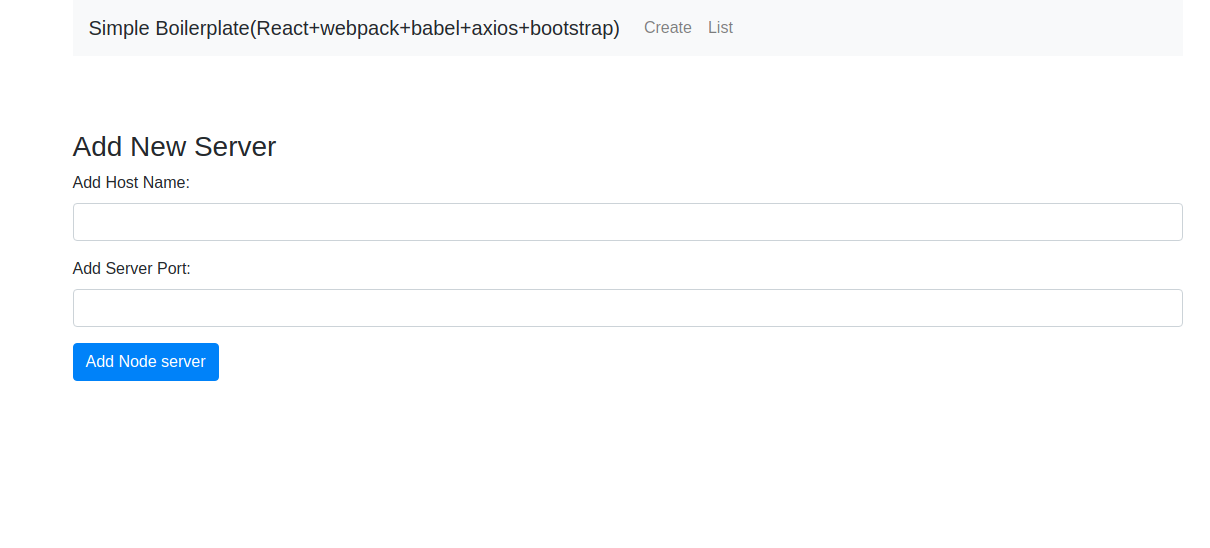 Simple Boilerplate(React+webpack+babel+axios+bootstrap) Create List
Add New Server
Add Host Name:
Add Server Port:
Add Node server